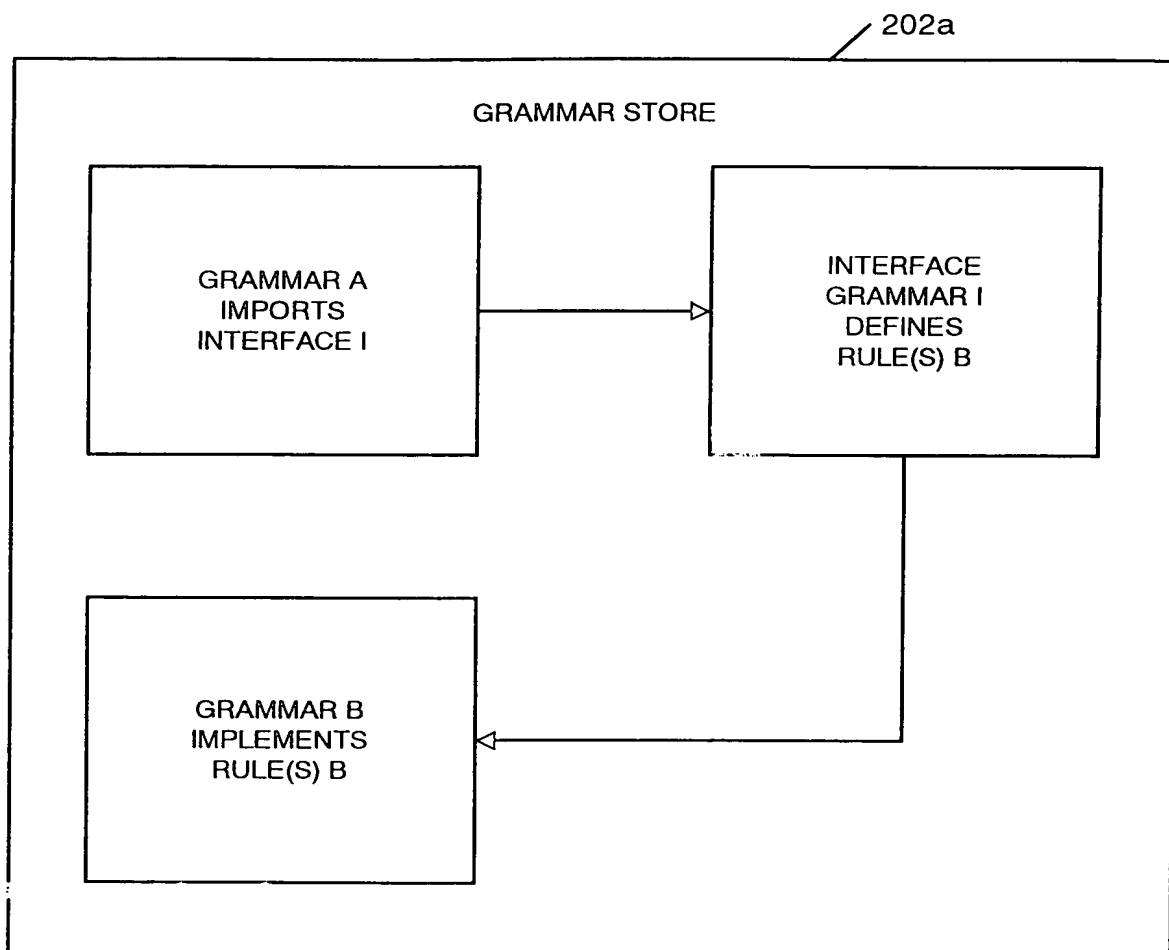 202a
GRAMMAR STORE
GRAMMAR A
IMPORTS
INTERFACE I
INTERFACE
GRAMMAR I
DEFINES
RULE(S) B
GRAMMAR B
IMPLEMENTS
RULE(S) B